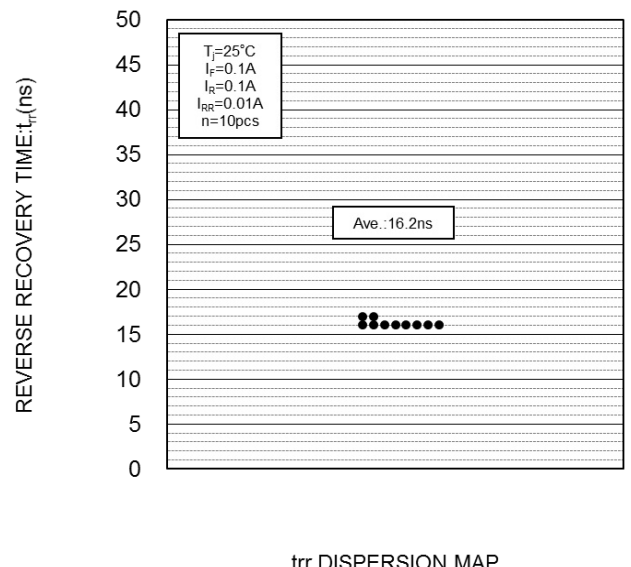 50
45
40
35
30
25
20
15
10
5
0
REVERSE RECOVERY TIME:trr(ns)
Tj=25°C
IF=0.1A
IR=0.1A
IRR=0.01A
n=10pcs
Ave.:16.2ns
trr DISPERSION MAP